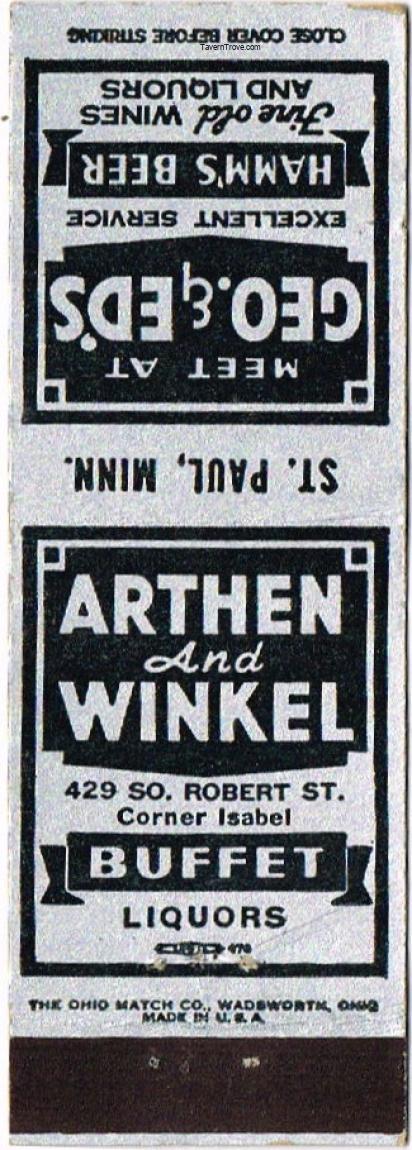 CLOSE COVER BEFORE STRIKING
TavernTrove.com
MEET AT
GEO. & ED'S
EXCELLENT SERVICE
HAMM'S BEER
Fine old WINES
AND LIQUORS
ST. PAUL, MINN.
ARTHEN
And
WINKEL
429 SO. ROBERT ST.
Corner Isabel
BUFFET
LIQUORS
THE OHIO MATCH CO., WADSWORTH, OHIO
MADE IN U.S.A.